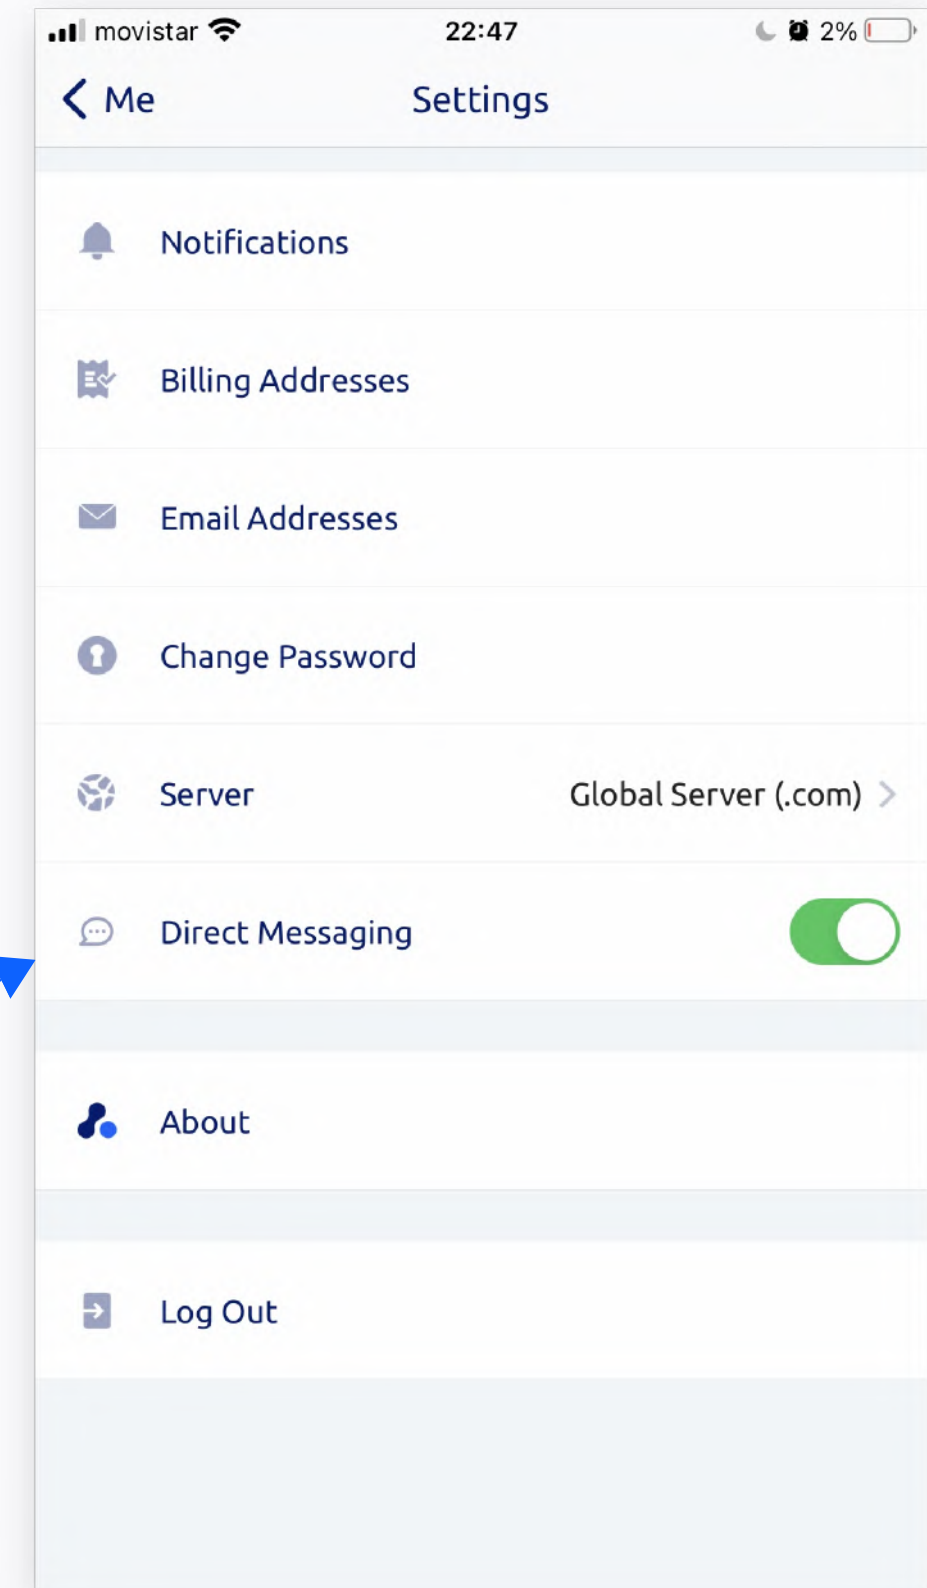 movistar 22:47 2%
Me Settings
Notifications
Billing Addresses
Email Addresses
Change Password
Server Global Server (.com)
Direct Messaging
About
Log Out